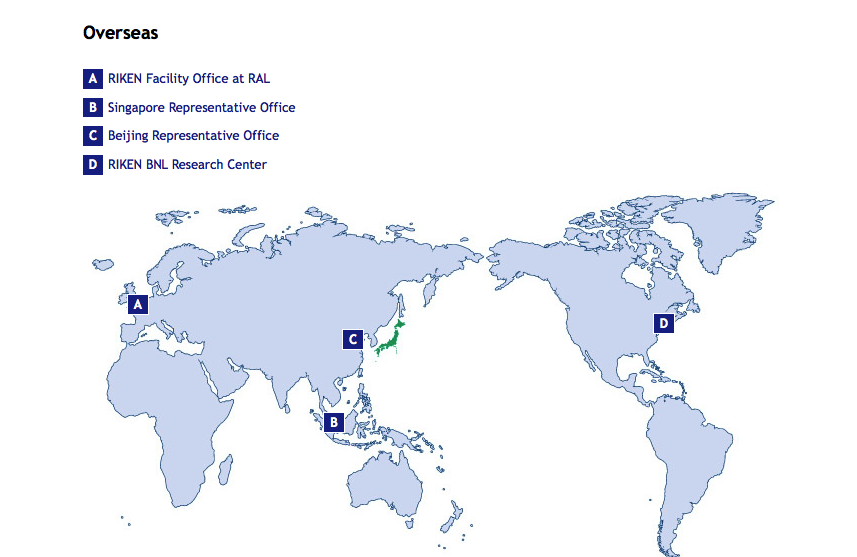 Overseas
A RIKEN Facility Office at RAL
B Singapore Representative Office
C Beijing Representative Office
D RIKEN BNL Research Center
A
D
C
B